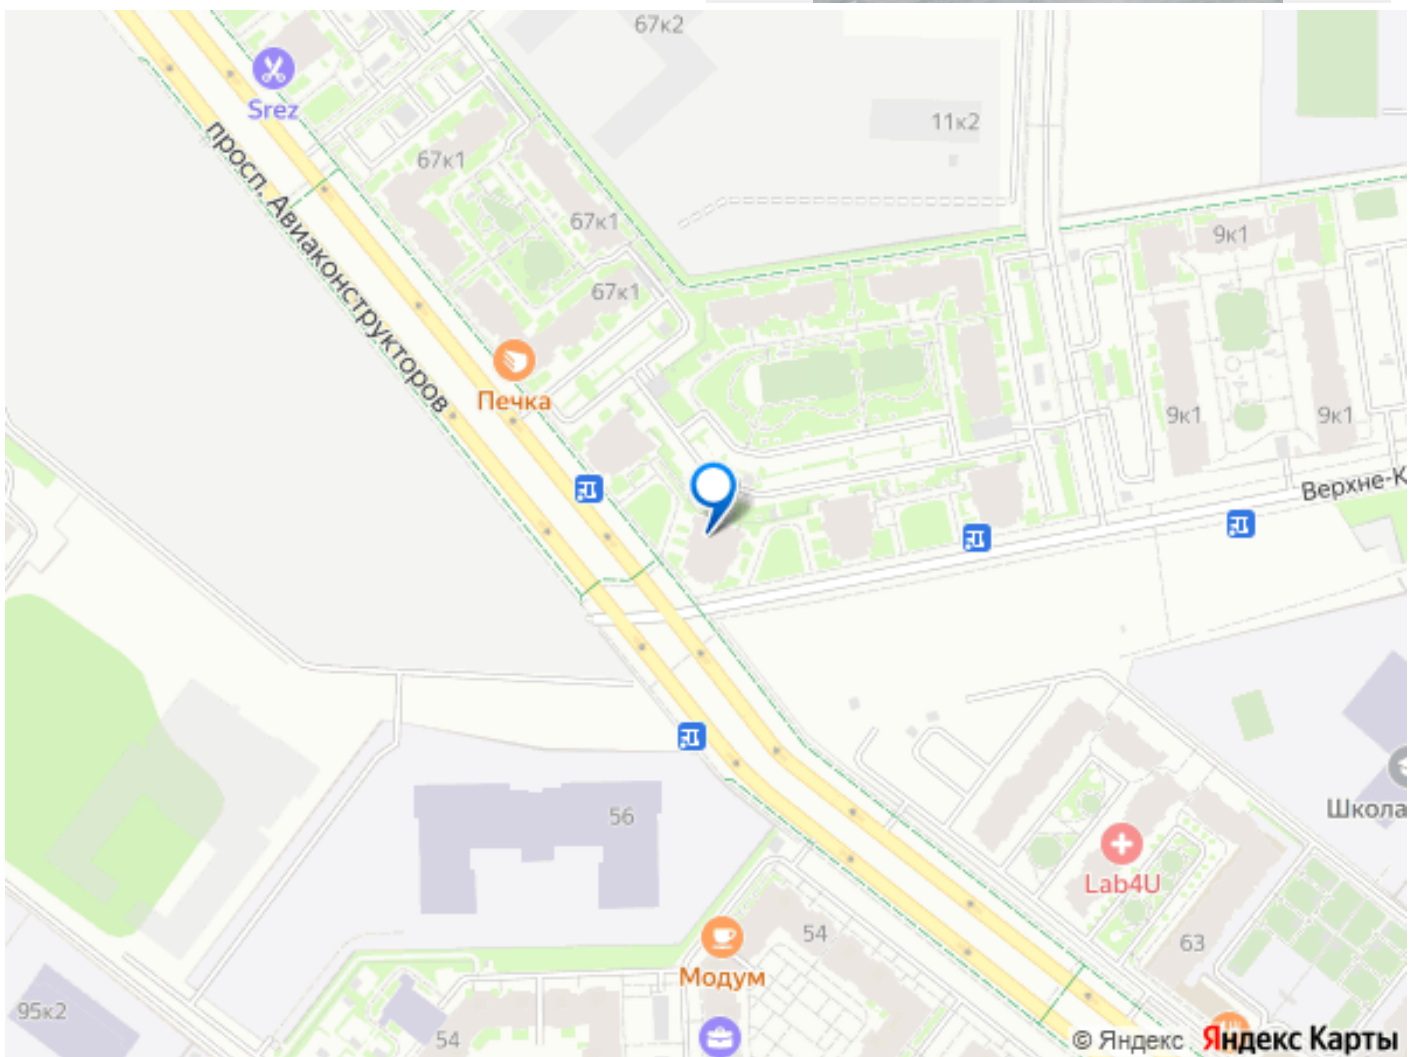 67к2
Srez
11к2
просп. Авиаконструкторов
67к1
67к1
9к1
67к1
Печка
9к1
9к1
Верхне-К
56
Школа
Lab4U
54
63
Модум
95к2
54
© Яндекс Яндекс Карты